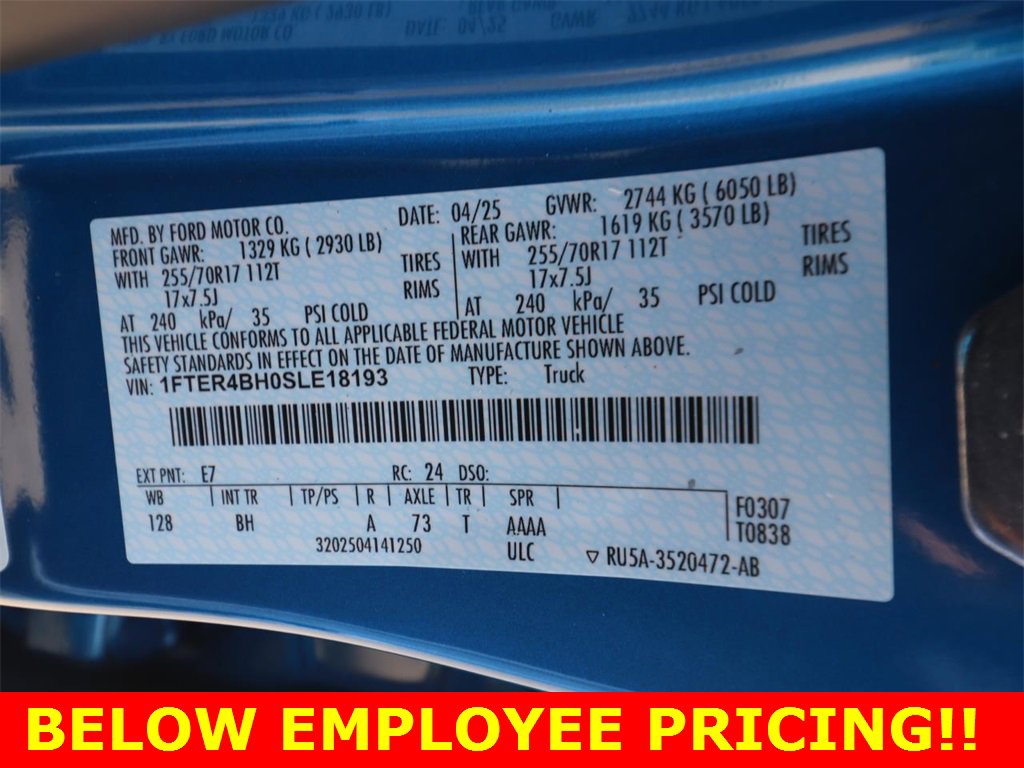 MFD. BY FORD MOTOR CO. DATE: 04/25 GVWR: 2744 KG ( 6050 LB)
FRONT GAWR: 1329 KG ( 2930 LB) REAR GAWR: 1619 KG ( 3570 LB)
WITH 255/70R17 112T TIRES WITH 255/70R17 112T TIRES
17x7.5J RIMS 17x7.5J RIMS
AT 240 kPa/ 35 PSI COLD AT 240 kPa/ 35 PSI COLD
THIS VEHICLE CONFORMS TO ALL APPLICABLE FEDERAL MOTOR VEHICLE
SAFETY STANDARDS IN EFFECT ON THE DATE OF MANUFACTURE SHOWN ABOVE.
VIN: 1FTER4BH0SLE18193 TYPE: Truck
EXT PNT: E7 RC: 24 DSO:
WB INT TR TP/PS R AXLE TR SPR
128 BH A 73 T AAAA
F0307
T0838
3202504141250 ULC RU5A-3520472-AB
BELOW EMPLOYEE PRICING!!